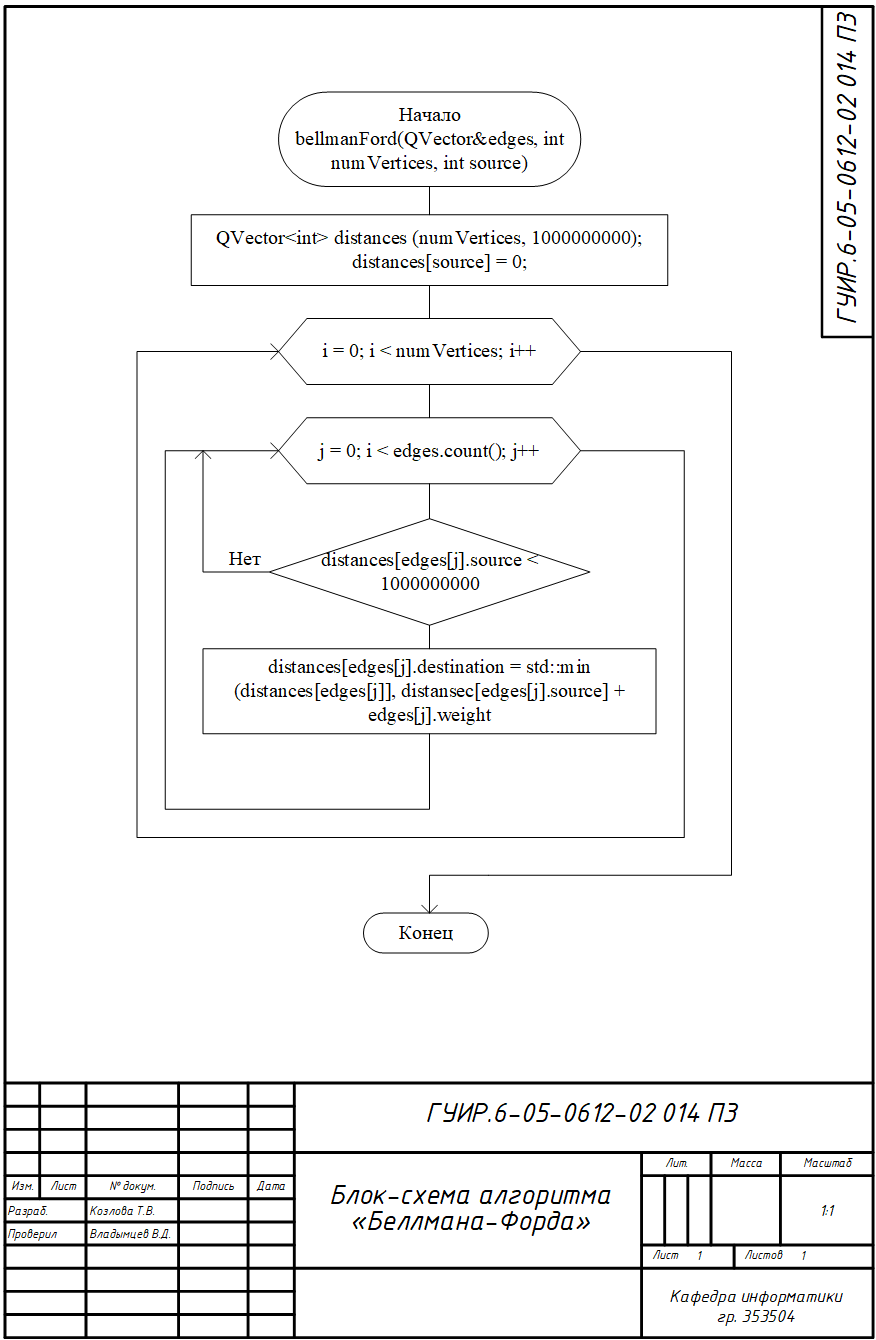 ГУИР.6-05-0612-02 014 ПЗ
Начало
bellmanFord(QVector&edges, int
numVertices, int source)
QVector<int> distances (numVertices, 1000000000);
distances[source] = 0;
i = 0; i < numVertices; i++
j = 0; i < edges.count(); j++
Нет
distances[edges[j].source <
1000000000
distances[edges[j].destination = std::min
(distances[edges[j]], distansec[edges[j].source] +
edges[j].weight
Конец
ГУИР.6-05-0612-02 014 ПЗ
Лит. Масса Масштаб
Изм. Лист № докум. Подпись Дата
Разраб. Козлова Т.В.
Проверил Владымцев В.Д.
Блок-схема алгоритма
«Беллмана-Форда»
1:1
Лист 1 Листов 1
Кафедра информатики
гр. 353504